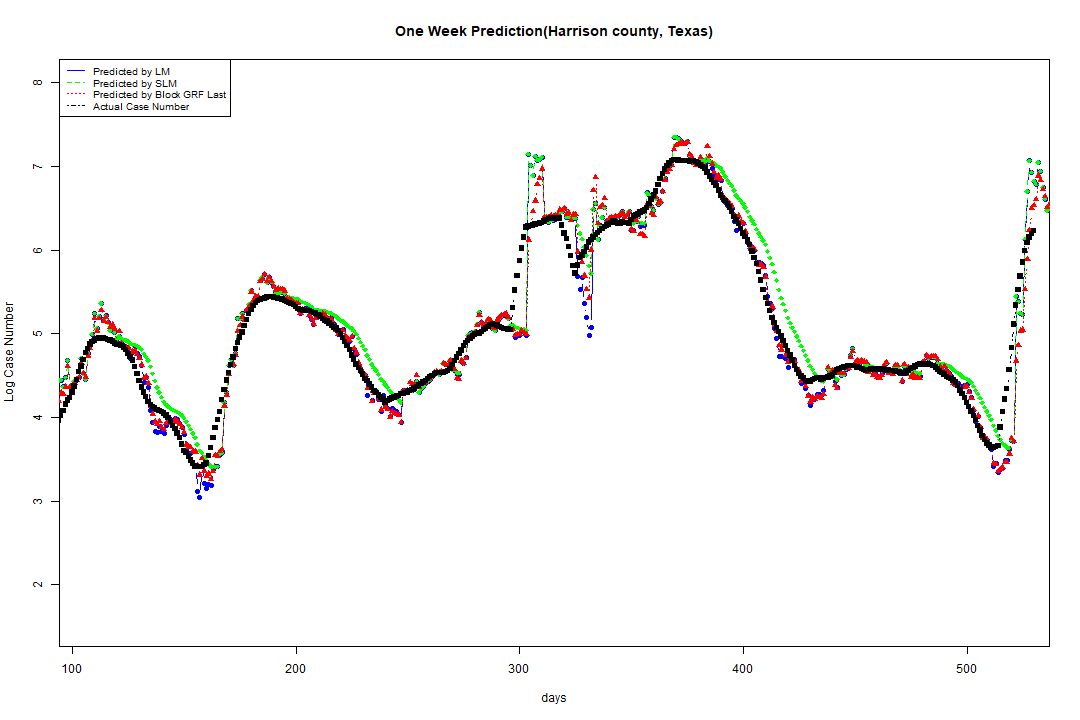 One Week Prediction(Harrison county, Texas)
Predicted by LM
Predicted by SLM
Predicted by Block GRF Last
Actual Case Number
8
7
6
5
4
3
2
Log Case Number
100 200 300 400 500
days